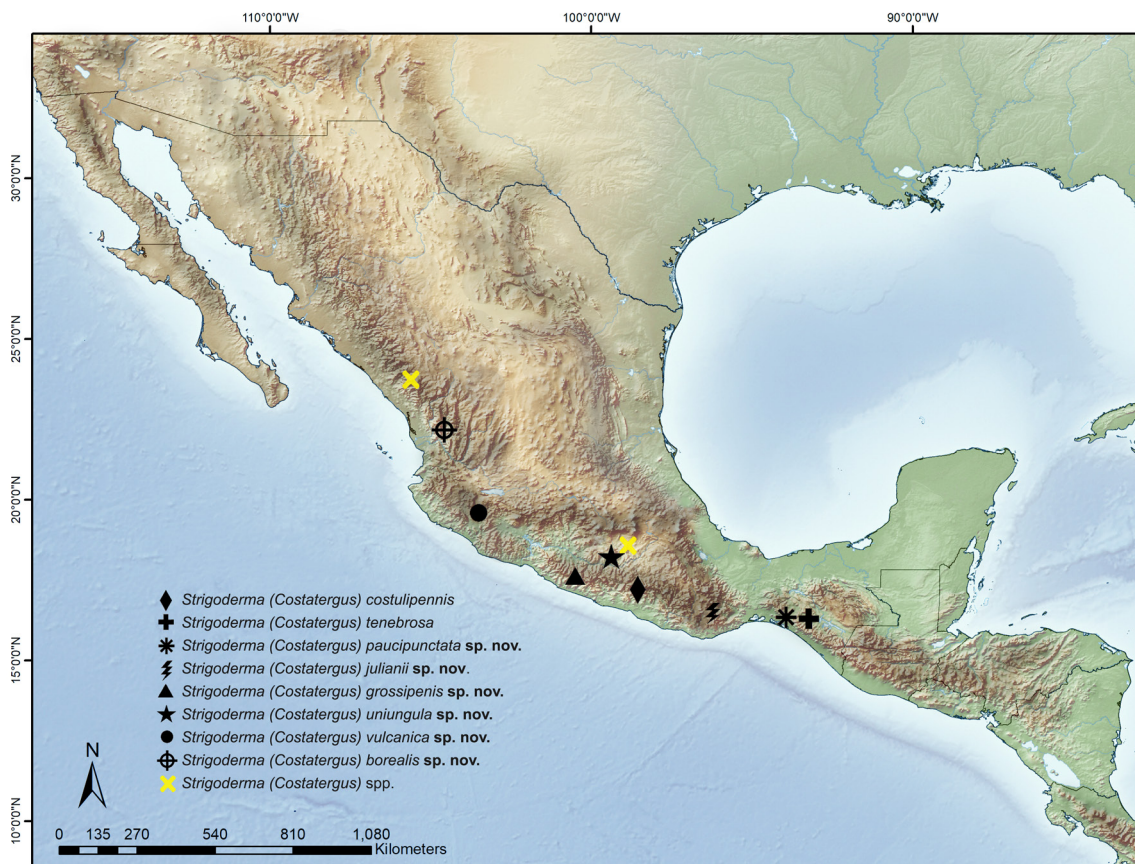 110°0'0"W 100°0'0"W 90°0'0"W
30°0'0"N
25°0'0"N
20°0'0"N
15°0'0"N
10°0'0"N
Strigoderma (Costatergus) costulipennis
Strigoderma (Costatergus) tenebrosa
Strigoderma (Costatergus) paucipunctata sp. nov.
Strigoderma (Costatergus) julianii sp. nov.
Strigoderma (Costatergus) grossipenis sp. nov.
Strigoderma (Costatergus) uniungula sp. nov.
Strigoderma (Costatergus) vulcanica sp. nov.
Strigoderma (Costatergus) borealis sp. nov.
Strigoderma (Costatergus) spp.
N
0 135 270 540 810 1,080
Kilometers